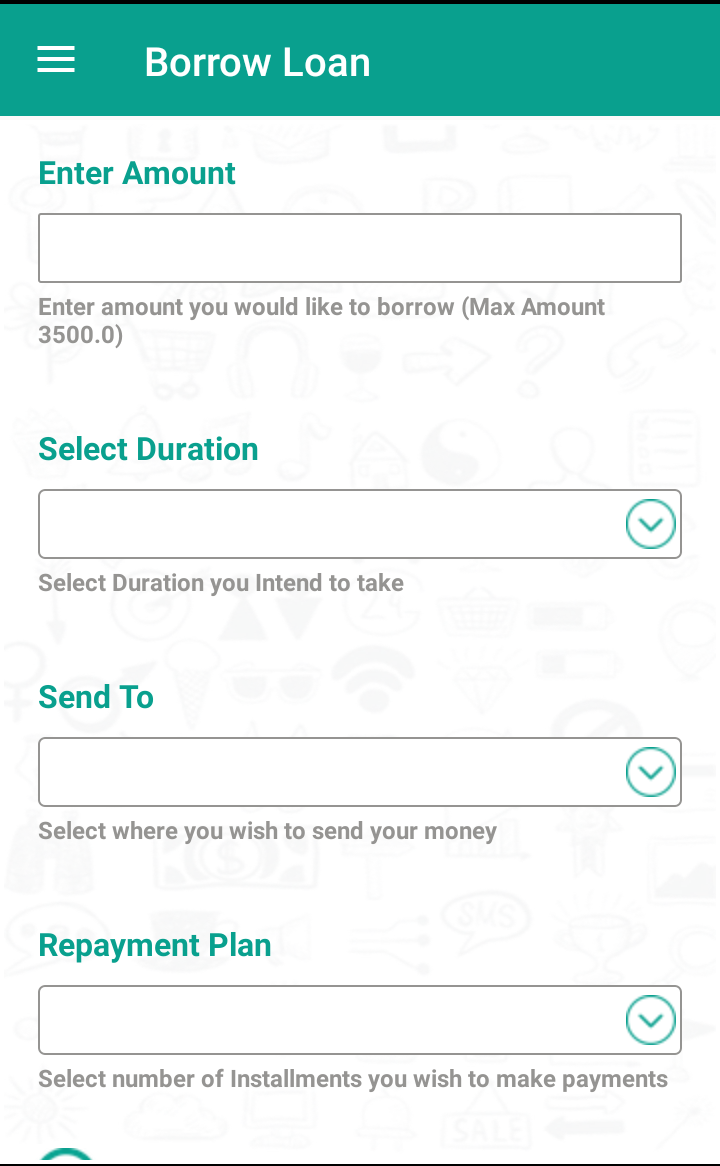 Borrow Loan
Enter Amount
Enter amount you would like to borrow (Max Amount
3500.0)
Select Duration
Select Duration you Intend to take
Send To
Select where you wish to send your money
SMS
Repayment Plan
Select number of Installments you wish to make payments
SALE